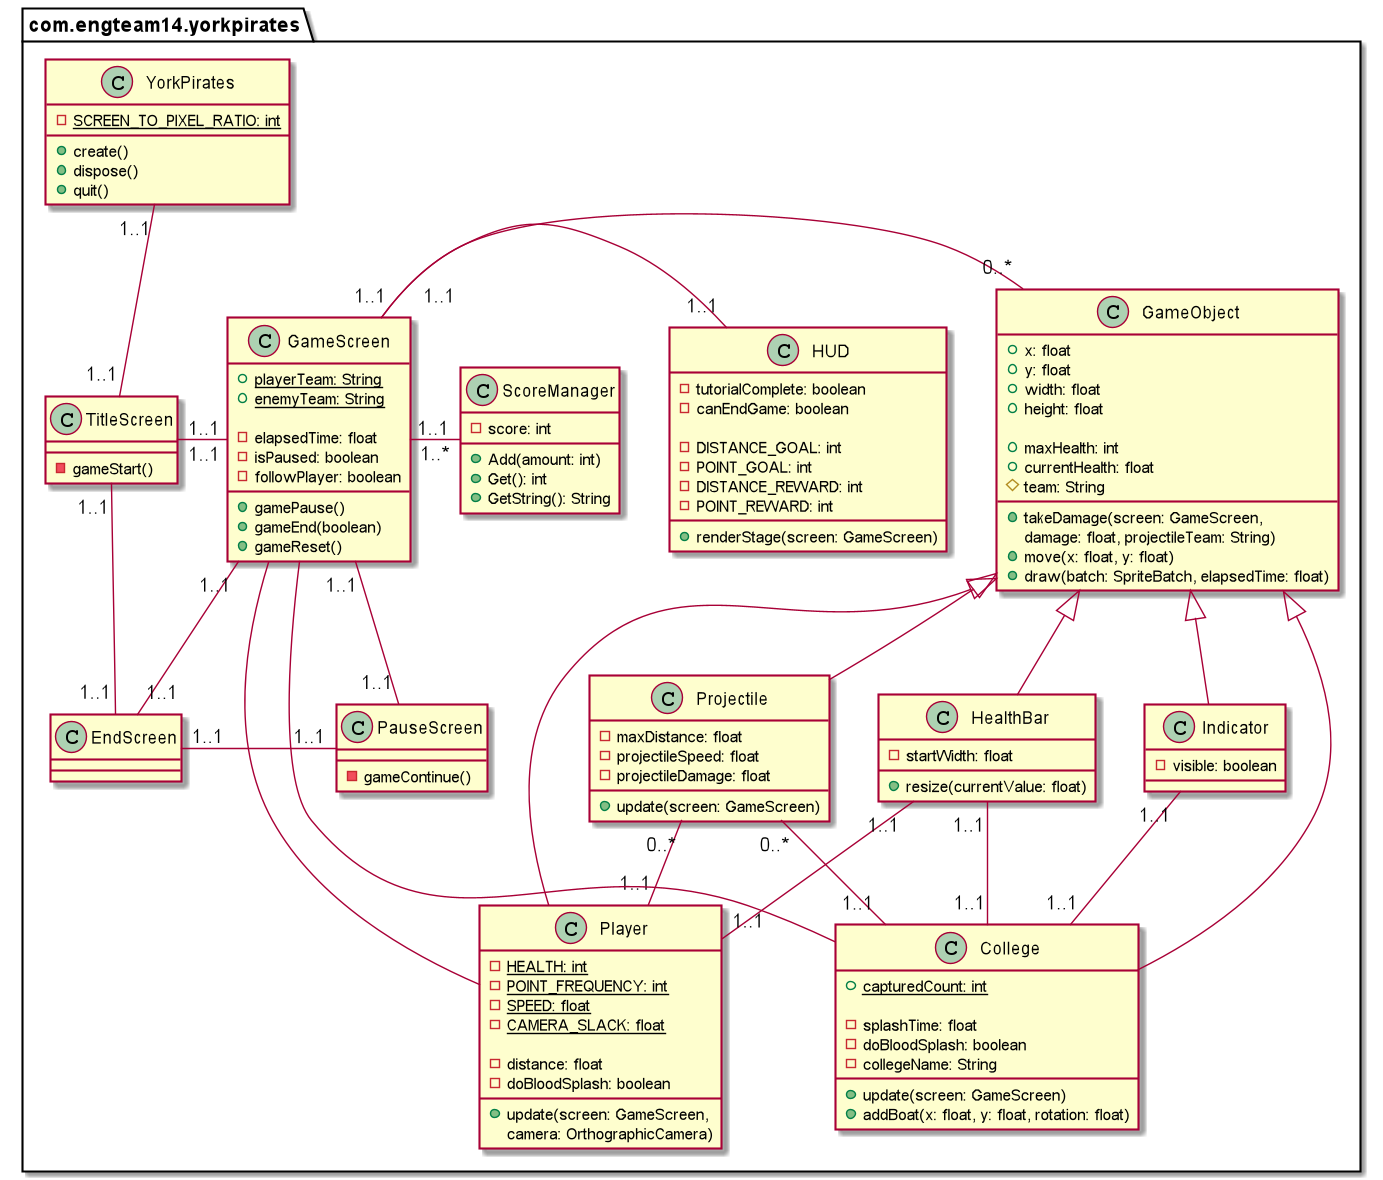 com.engteam14.yorkpirates
C YorkPirates
SCREEN_TO_PIXEL_RATIO: int
create()
dispose()
quit()
1..1
1..1
C TitleScreen
gameStart()
1..1
1..1
1..1
1..1
C GameScreen
playerTeam: String
enemyTeam: String
elapsedTime: float
isPaused: boolean
followPlayer: boolean
gamePause()
gameEnd(boolean)
gameReset()
1..1
1..1
1..1
1..*
C ScoreManager
score: int
Add(amount: int)
Get(): int
GetString(): String
1..1
C HUD
tutorialComplete: boolean
canEndGame: boolean
DISTANCE_GOAL: int
POINT_GOAL: int
DISTANCE_REWARD: int
POINT_REWARD: int
renderStage(screen: GameScreen)
0..*
C GameObject
x: float
y: float
width: float
height: float
maxHealth: int
currentHealth: float
team: String
takeDamage(screen: GameScreen,
damage: float, projectileTeam: String)
move(x: float, y: float)
draw(batch: SpriteBatch, elapsedTime: float)
1..1
1..1
1..1
1..1
1..1
C EndScreen
1..1
1..1
C PauseScreen
gameContinue()
C Projectile
maxDistance: float
projectileSpeed: float
projectileDamage: float
update(screen: GameScreen)
C HealthBar
startWidth: float
resize(currentValue: float)
C Indicator
visible: boolean
0..*
0..*
1..1
1..1
1..1
1..1
1..1
1..1
1..1
1..1
C Player
HEALTH: int
POINT_FREQUENCY: int
SPEED: float
CAMERA_SLACK: float
distance: float
doBloodSplash: boolean
update(screen: GameScreen,
camera: OrthographicCamera)
C College
capturedCount: int
splashTime: float
doBloodSplash: boolean
collegeName: String
update(screen: GameScreen)
addBoat(x: float, y: float, rotation: float)